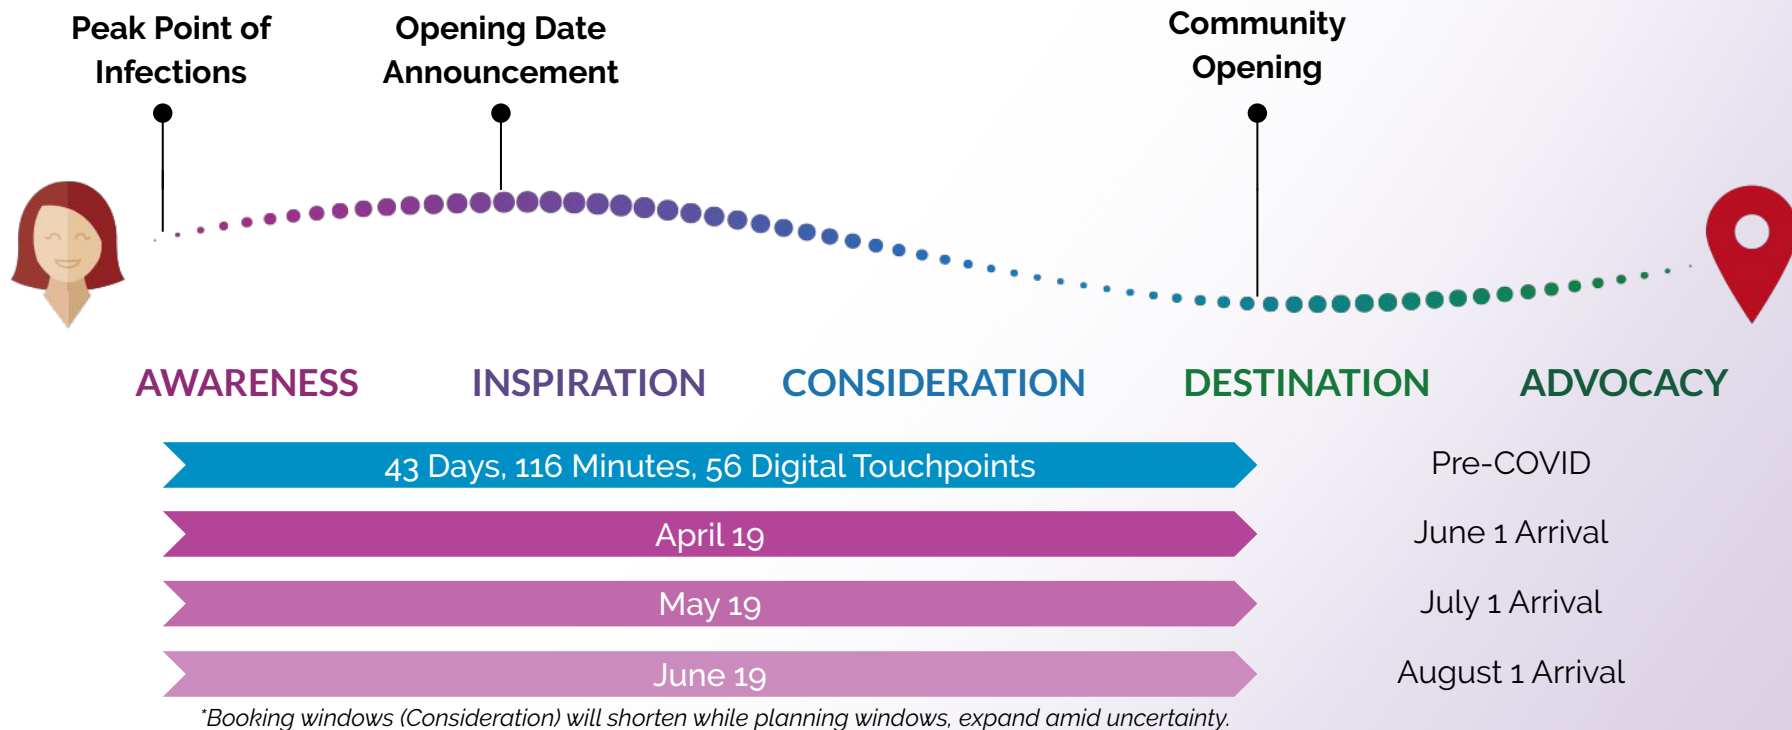 Peak Point of
Infections
Opening Date
Announcement
Community
Opening
AWARENESS
INSPIRATION
CONSIDERATION
DESTINATION
ADVOCACY
43 Days, 116 Minutes, 56 Digital Touchpoints
Pre-COVID
April 19
June 1 Arrival
May 19
July 1 Arrival
June 19
August 1 Arrival
*Booking windows (Consideration) will shorten while planning windows, expand amid uncertainty.